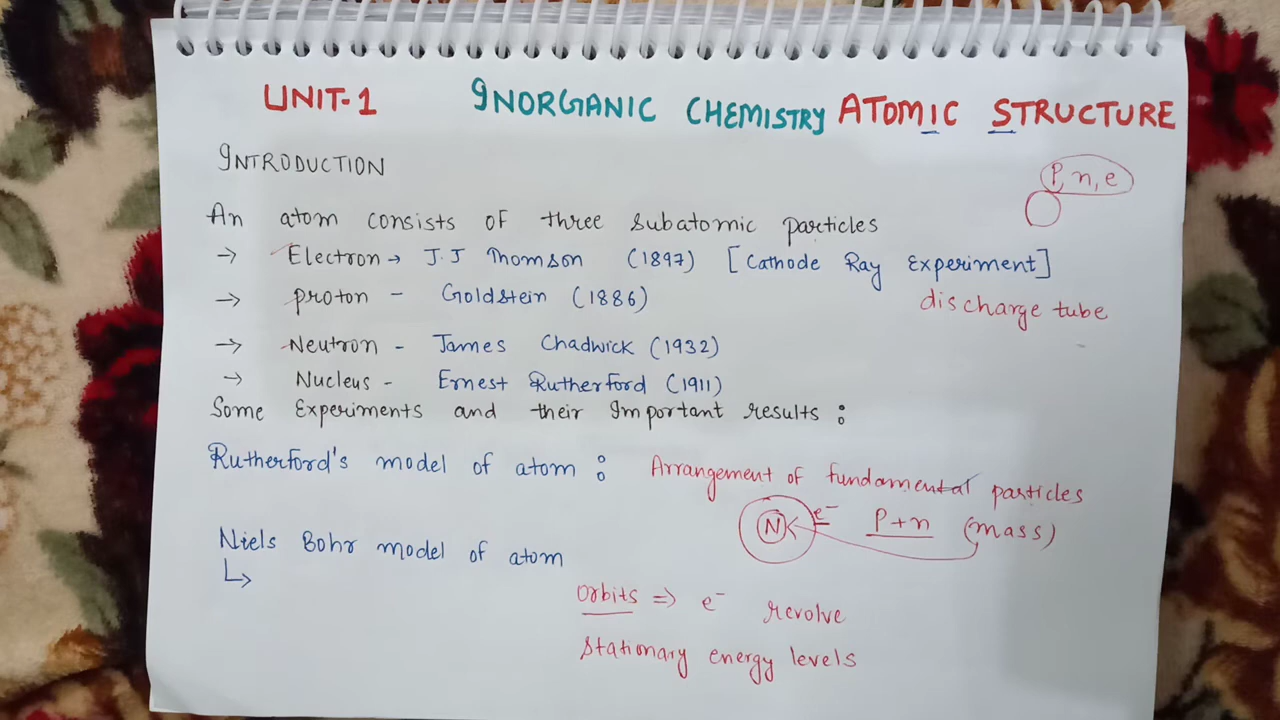 UNIT-1 INORGANIC CHEMISTRY ATOMIC STRUCTURE
INTRODUCTION
P, n, e
An atom consists of three subatomic particles
→ Electron → J.J Thomson (1897) [Cathode Ray Experiment]
→ proton - Goldstein (1886)
discharge tube
→ Neutron - James Chadwick (1932)
→ Nucleus - Ernest Rutherford (1911)
Some Experiments and their Important results :
Rutherford's model of atom : Arrangement of fundamental particles
N e⁻ P+n (mass)
Niels Bohr model of atom
↳
Orbits ⇒ e⁻ revolve
Stationary energy levels